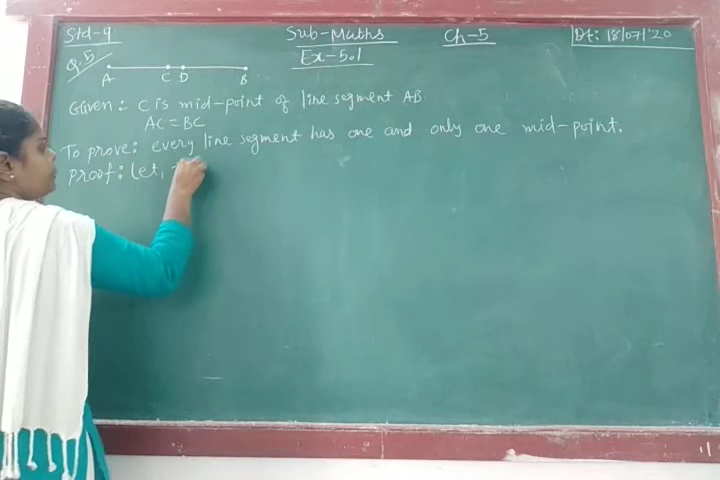 Std-9 Sub-Maths Ch-5 Dt: 18/07/'20
Ex-5.1
Q.5
A C D B
Given: C is mid-point of line segment AB.
AC = BC
To prove: every line segment has one and only one mid-point.
Proof: Let,